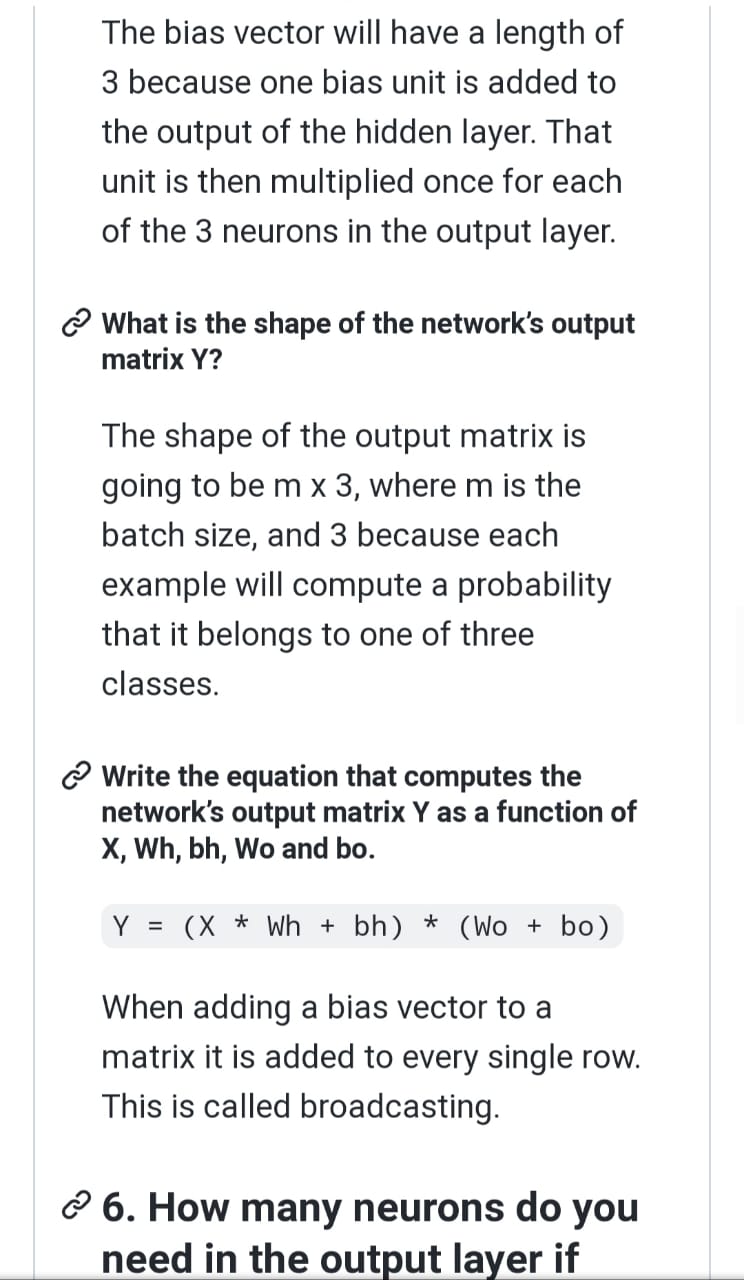 The bias vector will have a length of
3 because one bias unit is added to
the output of the hidden layer. That
unit is then multiplied once for each
of the 3 neurons in the output layer.
What is the shape of the network's output
matrix Y?
The shape of the output matrix is
going to be m x 3, where m is the
batch size, and 3 because each
example will compute a probability
that it belongs to one of three
classes.
Write the equation that computes the
network's output matrix Y as a function of
X, Wh, bh, Wo and bo.
Y = (X * Wh + bh) * (Wo + bo)
When adding a bias vector to a
matrix it is added to every single row.
This is called broadcasting.
6. How many neurons do you
need in the output layer if